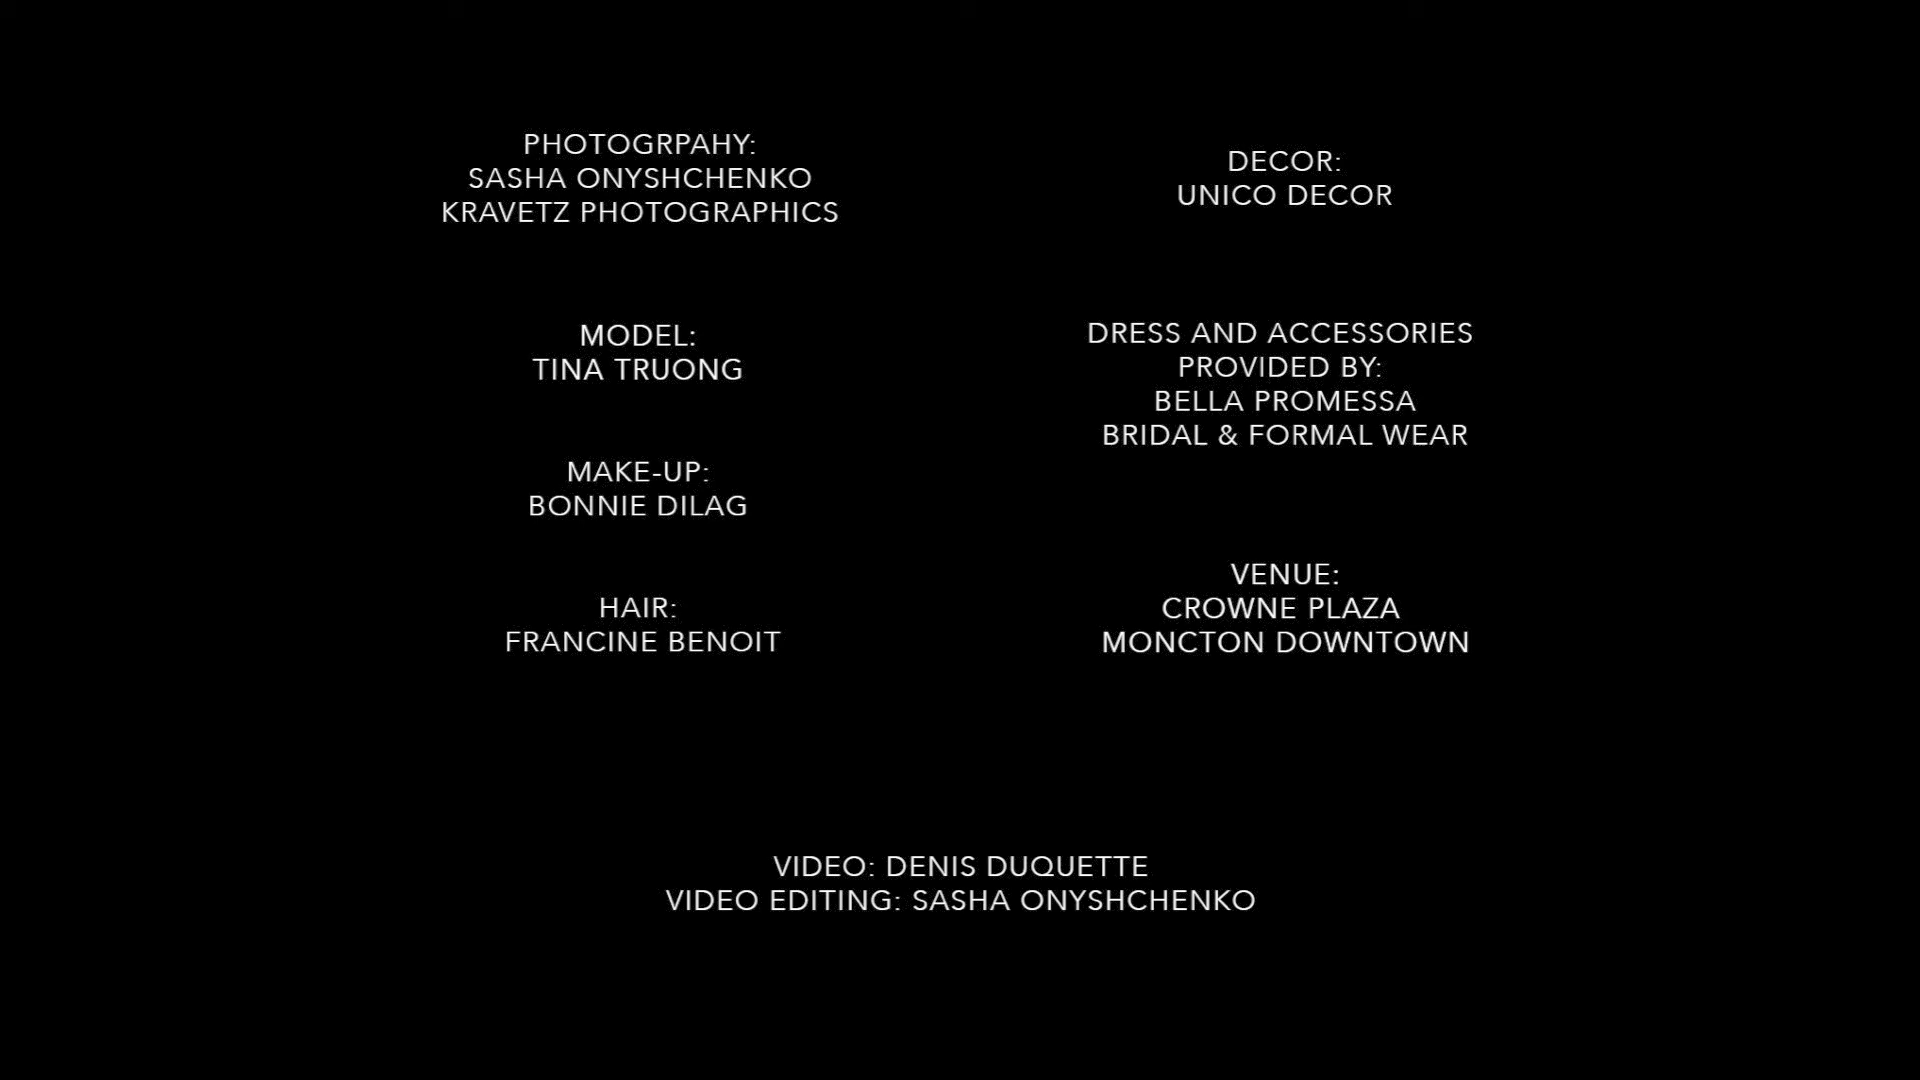 PHOTOGRPAHY:
SASHA ONYSHCHENKO
KRAVETZ PHOTOGRAPHICS
MODEL:
TINA TRUONG
MAKE-UP:
BONNIE DILAG
HAIR:
FRANCINE BENOIT
DECOR:
UNICO DECOR
DRESS AND ACCESSORIES
PROVIDED BY:
BELLA PROMESSA
BRIDAL & FORMAL WEAR
VENUE:
CROWNE PLAZA
MONCTON DOWNTOWN
VIDEO: DENIS DUQUETTE
VIDEO EDITING: SASHA ONYSHCHENKO